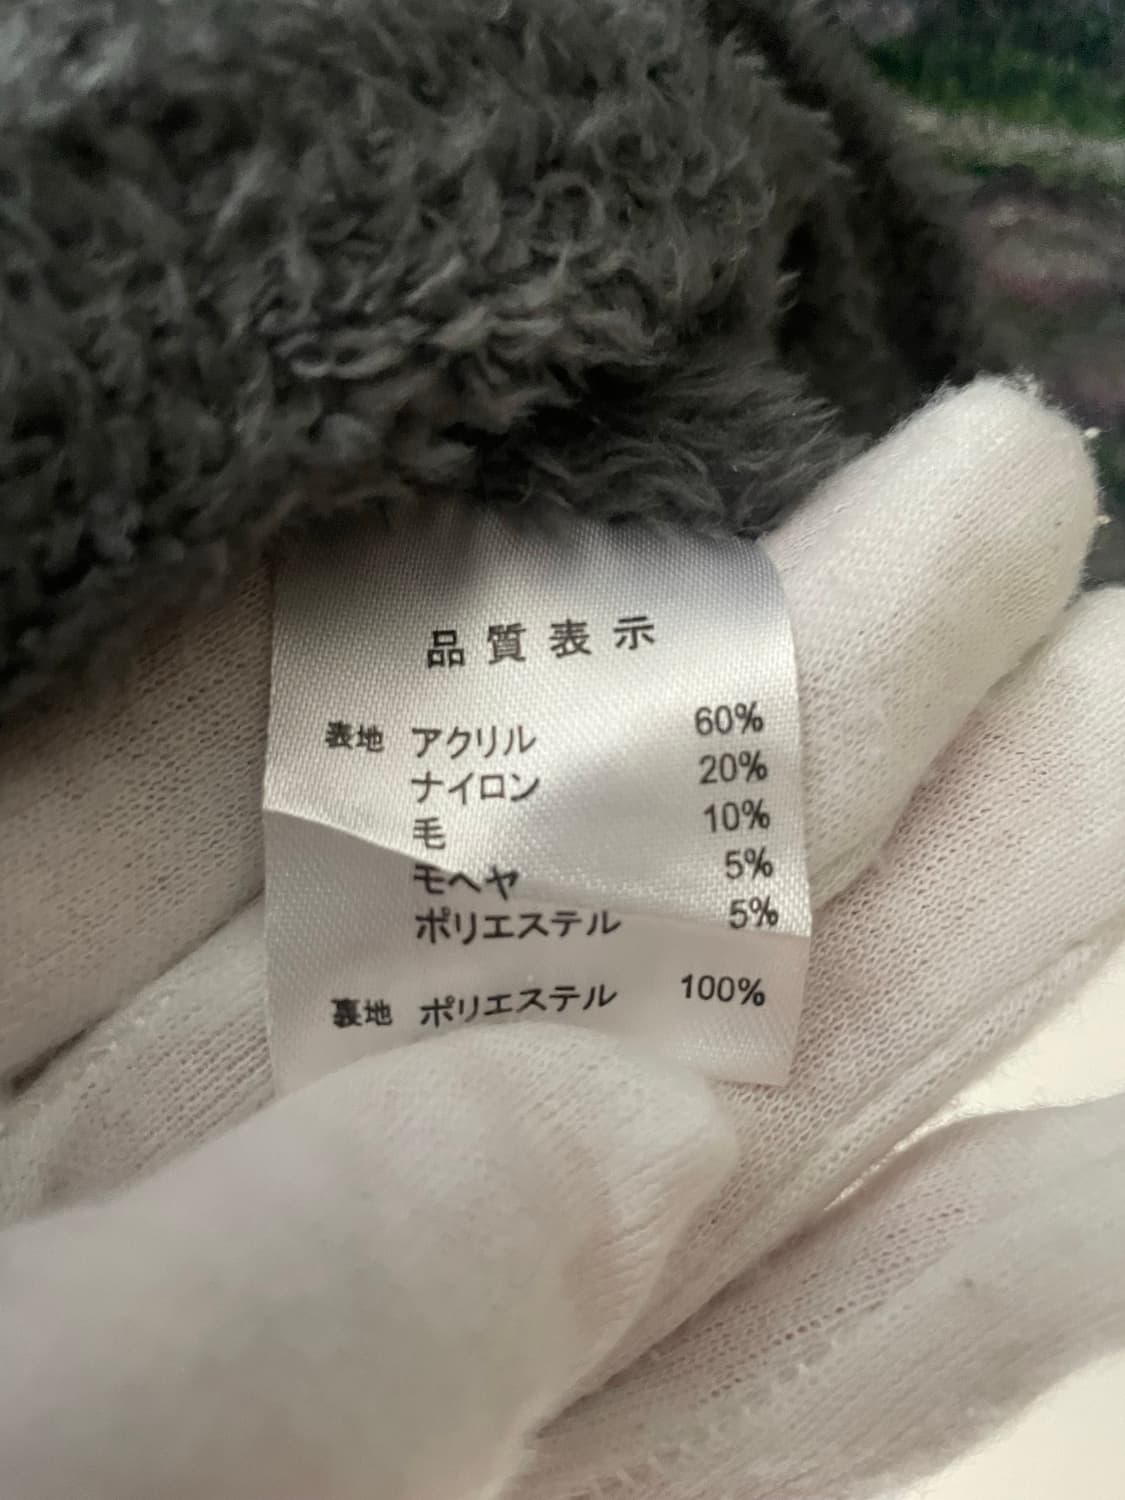 品質表示
表地 アクリル 60%
ナイロン 20%
毛 10%
モヘヤ 5%
ポリエステル 5%
裏地 ポリエステル 100%